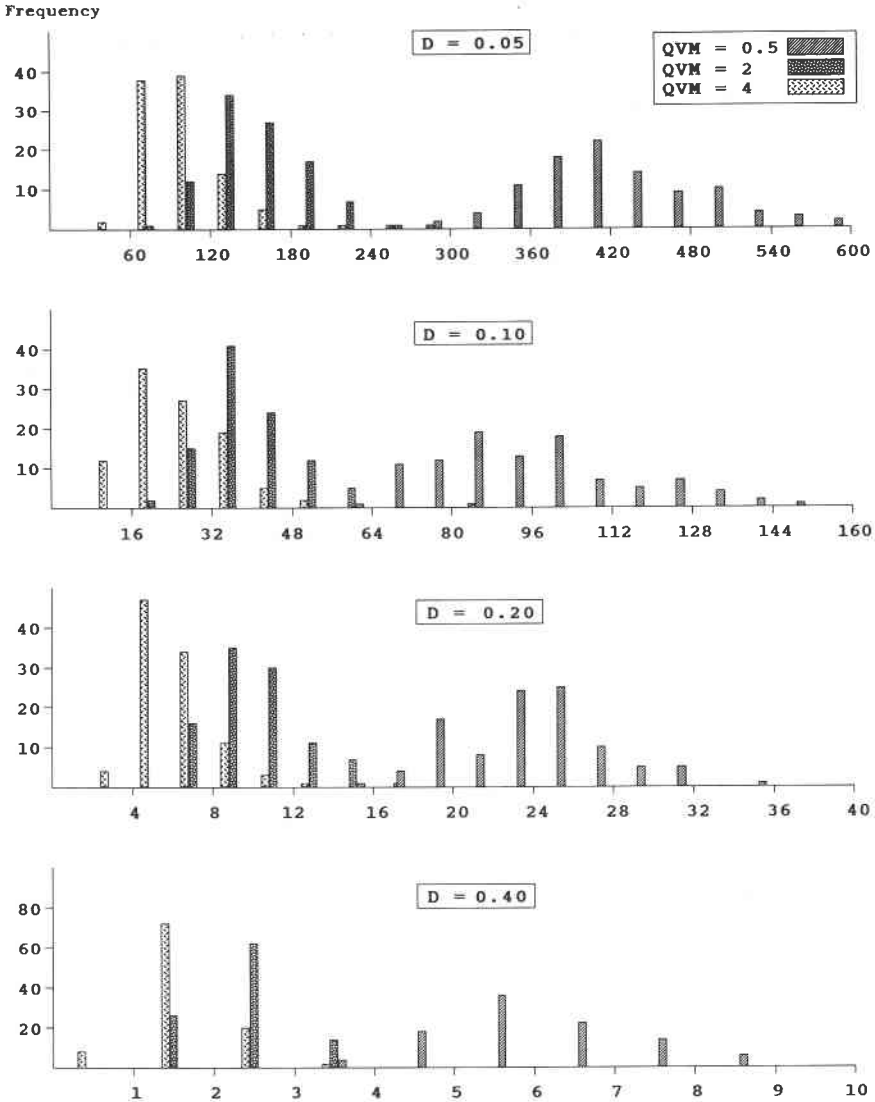 Frequency
D = 0.05
QVM = 0.5
QVM = 2
QVM = 4
40
30
20
10
60 120 180 240 300 360 420 480 540 600
D = 0.10
40
30
20
10
16 32 48 64 80 96 112 128 144 160
D = 0.20
40
30
20
10
4 8 12 16 20 24 28 32 36 40
D = 0.40
80
60
40
20
1 2 3 4 5 6 7 8 9 10